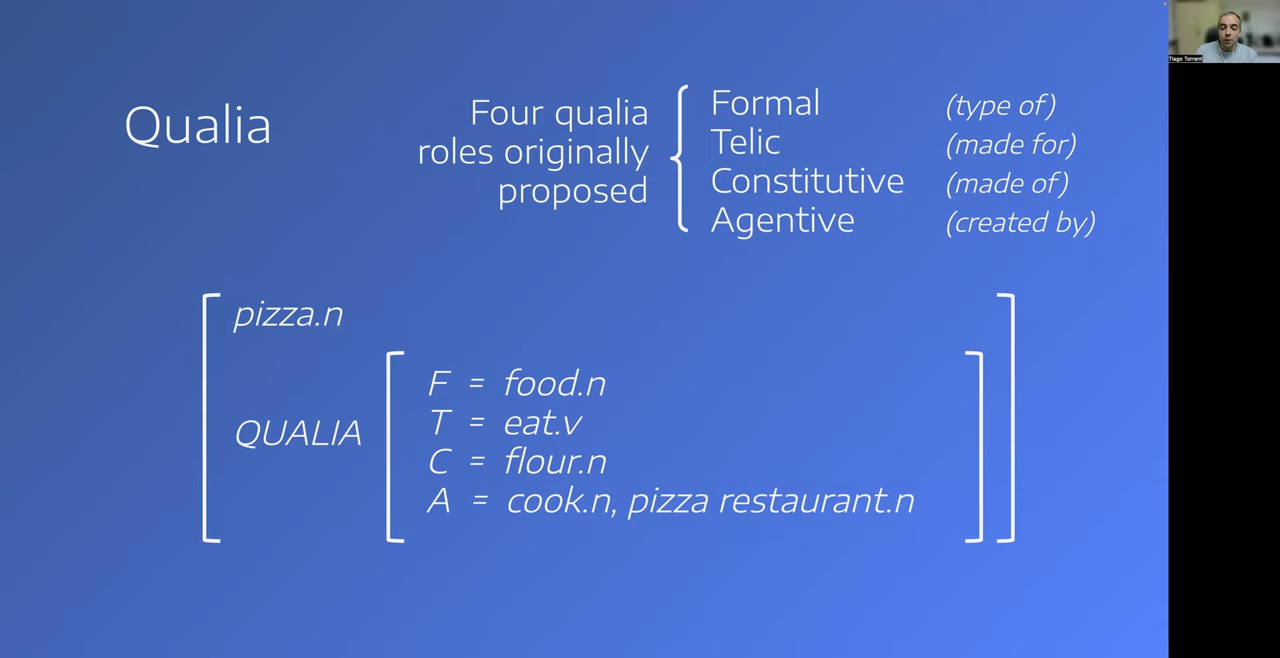 Qualia
Four qualia
roles originally
proposed
Formal (type of)
Telic (made for)
Constitutive (made of)
Agentive (created by)
pizza.n
QUALIA
F = food.n
T = eat.v
C = flour.n
A = cook.n, pizza restaurant.n
Tiago Torrent